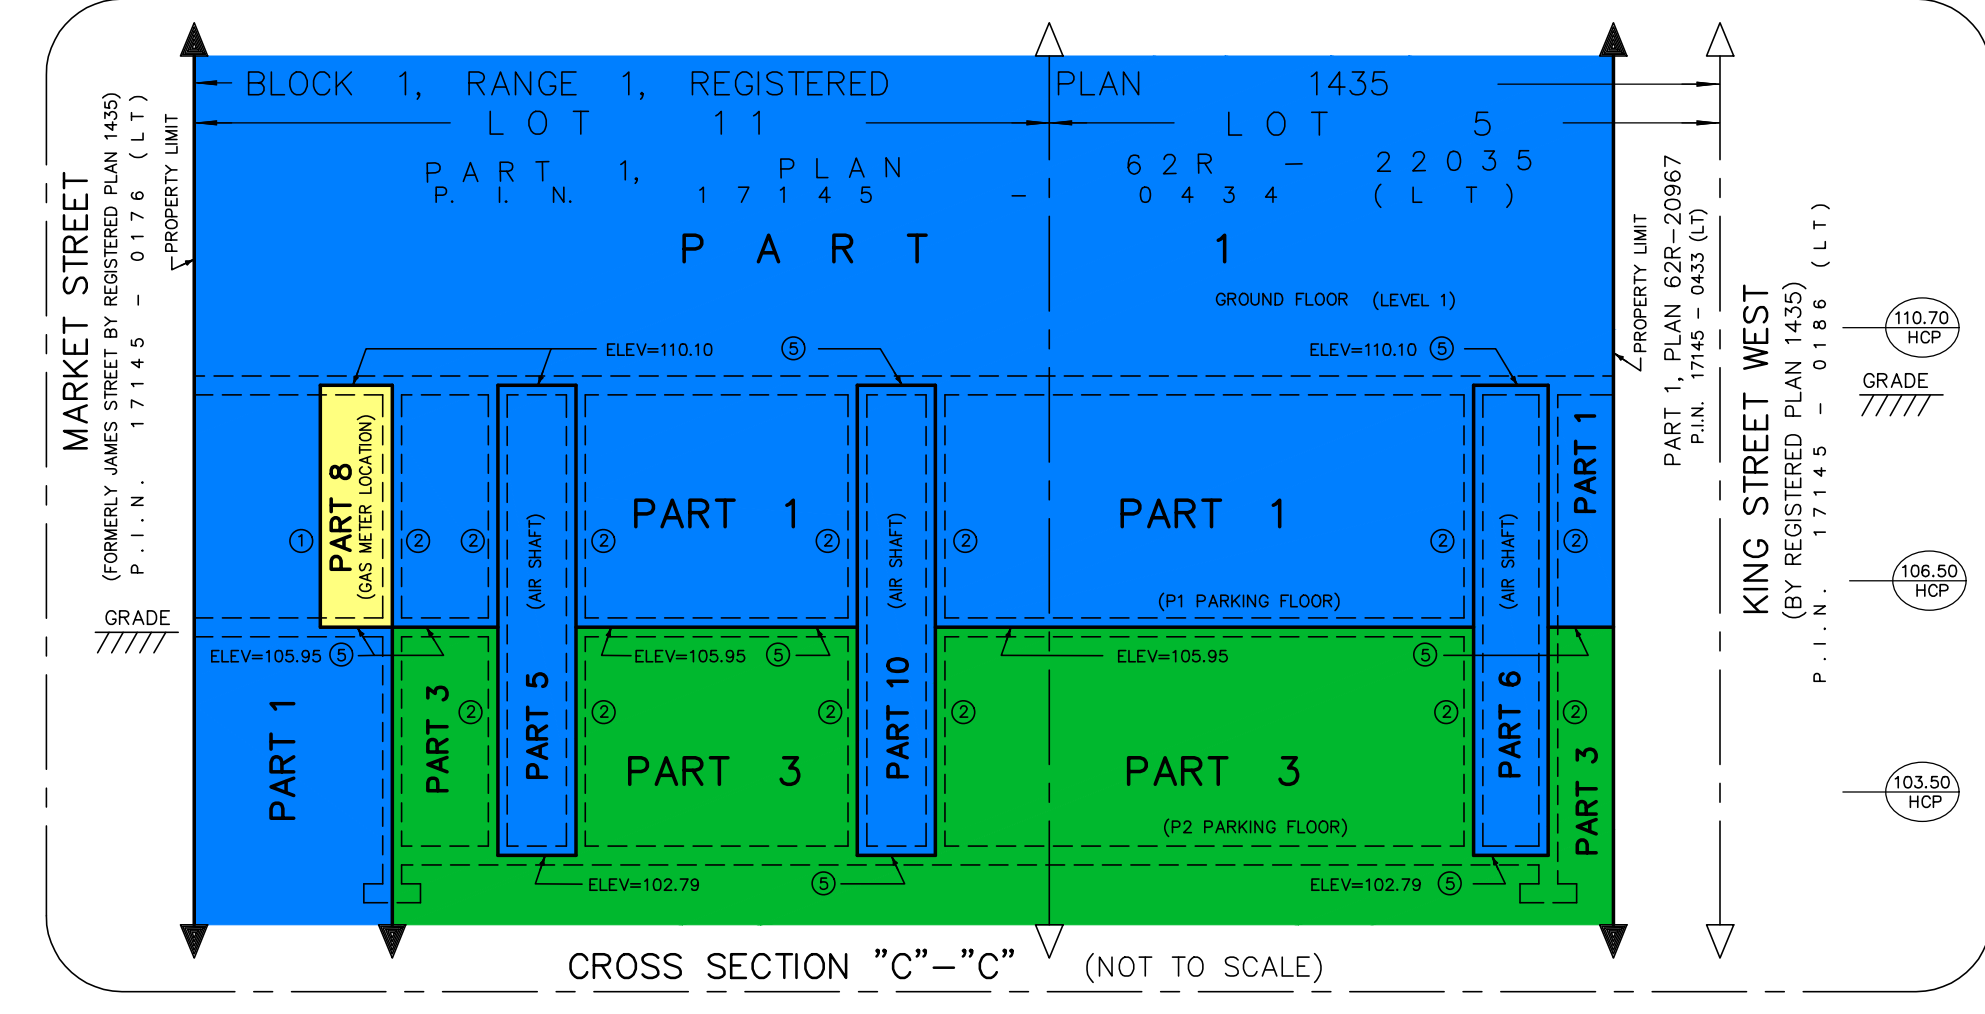 BLOCK 1, RANGE 1, REGISTERED PLAN 1435
LOT 11 LOT 5
PART 1, PLAN 62R - 22035
P.I.N. 17145 - 0434 (LT)
PART 1
GROUND FLOOR (LEVEL 1)
MARKET STREET
(FORMERLY JAMES STREET BY REGISTERED PLAN 1435)
P.I.N. 17145 - 0176 (LT)
PROPERTY LIMIT
GRADE
ELEV=110.10 5
ELEV=110.10 5
PART 8
(GAS METER LOCATION)
1 2 2 2 2 2 2 2
(AIR SHAFT)
PART 1
(AIR SHAFT)
PART 1
(P1 PARKING FLOOR)
(AIR SHAFT)
PART 1
ELEV=105.95 5
ELEV=105.95 5
ELEV=105.95 5
PART 1
PART 3
PART 5
PART 3
PART 10
PART 3
(P2 PARKING FLOOR)
PART 6
PART 3
2 2 2 2 2 2
ELEV=102.79 5
ELEV=102.79 5
PROPERTY LIMIT
PART 1, PLAN 62R-20967
P.I.N. 17145 - 0433 (LT)
KING STREET WEST
(BY REGISTERED PLAN 1435)
P.I.N. 17145 - 0186 (LT)
110.70
HCP
GRADE
106.50
HCP
103.50
HCP
CROSS SECTION "C"-"C" (NOT TO SCALE)